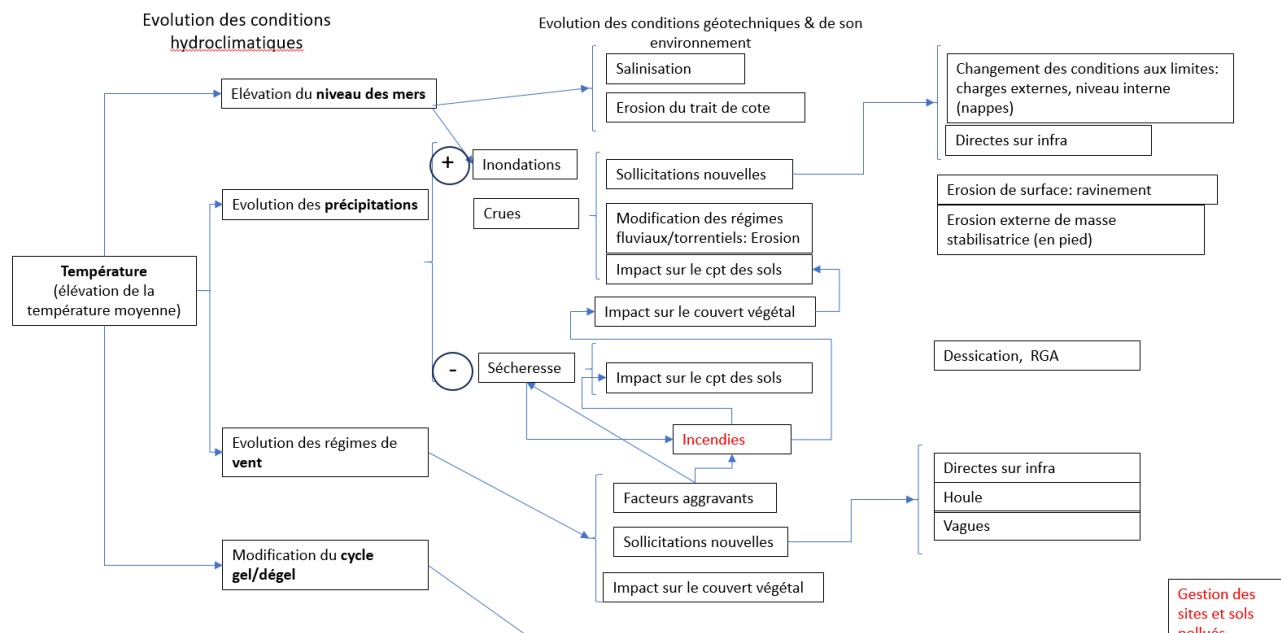 Evolution des conditions
hydroclimatiques
Evolution des conditions géotechniques & de son
environnement
Température
(élévation de la
température moyenne)
Elévation du niveau des mers
Evolution des précipitations
Evolution des régimes de
vent
Modification du cycle
gel/dégel
+
Inondations
Crues
-
Sécheresse
Salinisation
Erosion du trait de cote
Sollicitations nouvelles
Modification des régimes
fluviaux/torrentiels: Erosion
Impact sur le cpt des sols
Impact sur le couvert végétal
Impact sur le cpt des sols
Incendies
Facteurs aggravants
Sollicitations nouvelles
Impact sur le couvert végétal
Changement des conditions aux limites:
charges externes, niveau interne
(nappes)
Directes sur infra
Erosion de surface: ravinement
Erosion externe de masse
stabilisatrice (en pied)
Dessication, RGA
Directes sur infra
Houle
Vagues
Gestion des
sites et sols
pollués